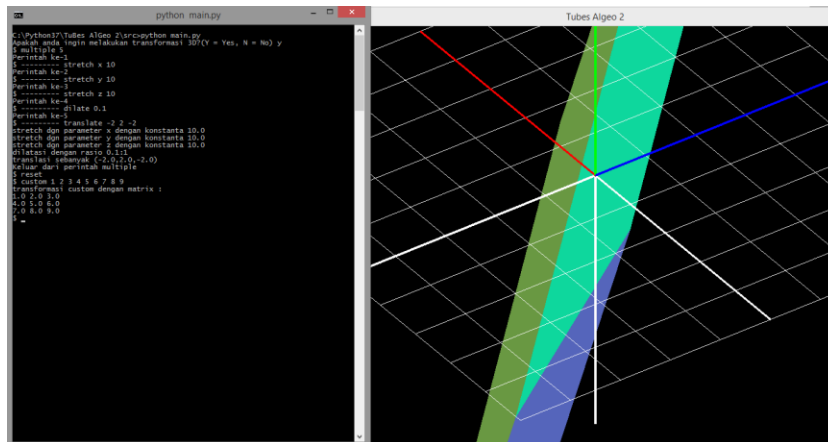 python main.py
C:\Python37\TuBes AlGeo 2\src>python main.py
Apakah anda ingin melakukan transformasi 3D?(Y = Yes, N = No) y
$ multiple 5
Perintah ke-1
$ --------- stretch x 10
Perintah ke-2
$ --------- stretch y 10
Perintah ke-3
$ --------- stretch z 10
Perintah ke-4
$ --------- dilate 0.1
Perintah ke-5
$ --------- translate -2 2 -2
stretch dgn parameter x dengan konstanta 10.0
stretch dgn parameter y dengan konstanta 10.0
stretch dgn parameter z dengan konstanta 10.0
dilatasi dengan rasio 0.1:1
translasi sebanyak (-2.0,2.0,-2.0)
Keluar dari perintah multiple
$ reset
$ custom 1 2 3 4 5 6 7 8 9
transformasi custom dengan matrix :
1.0 2.0 3.0
4.0 5.0 6.0
7.0 8.0 9.0
$ _
Tubes Algeo 2